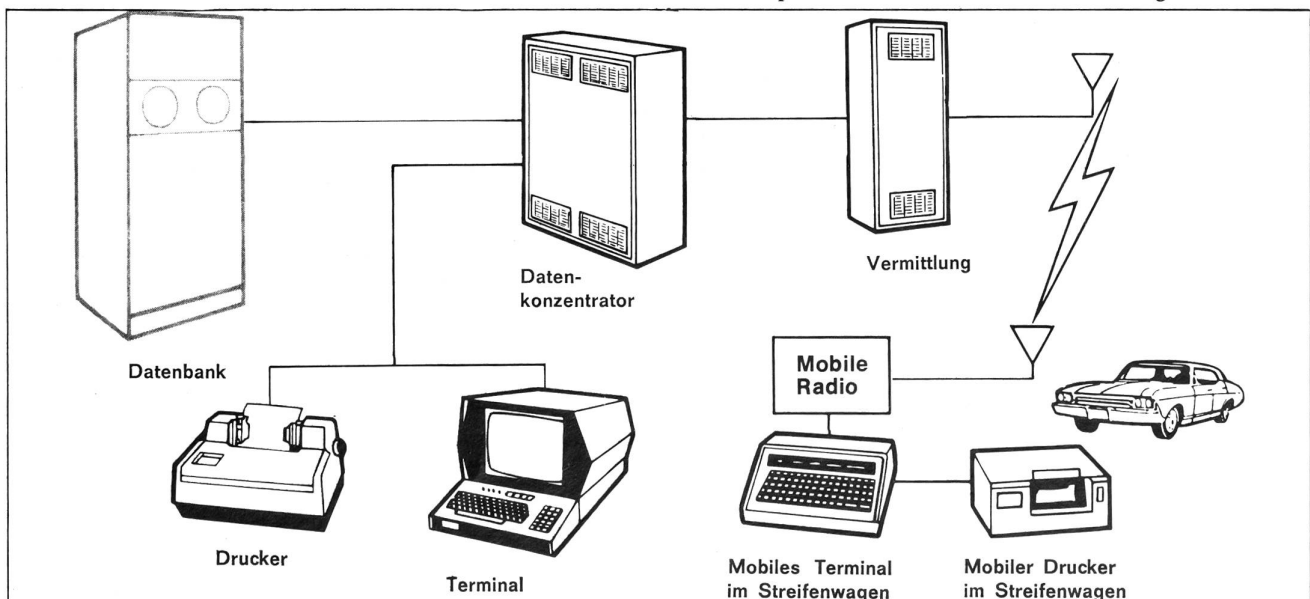 Daten-
konzentrator
Vermittlung
Datenbank
Mobile
Radio
Drucker
Terminal
Mobiles Terminal
im Streifenwagen
Mobiler Drucker
im Streifenwagen